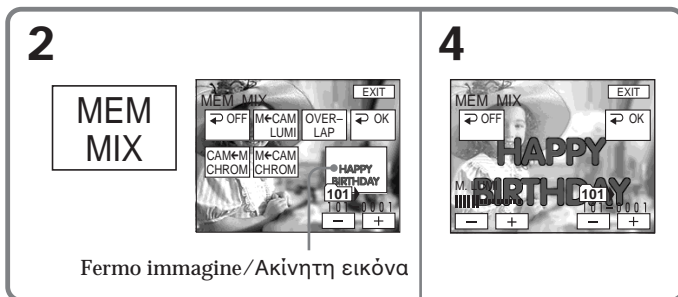 2
MEM
MIX
MEM MIX
EXIT
⮌ OFF
M←CAM
LUMI
OVER–
LAP
⮌ OK
CAM←M
CHROM
M←CAM
CHROM
HAPPY
BIRTHDAY
101
101–0001
– +
Fermo immagine/Ακίνητη εικόνα
4
MEM MIX
EXIT
⮌ OFF
⮌ OK
HAPPY
BIRTHDAY
M. LUMI
101
101–0001
– +
– +